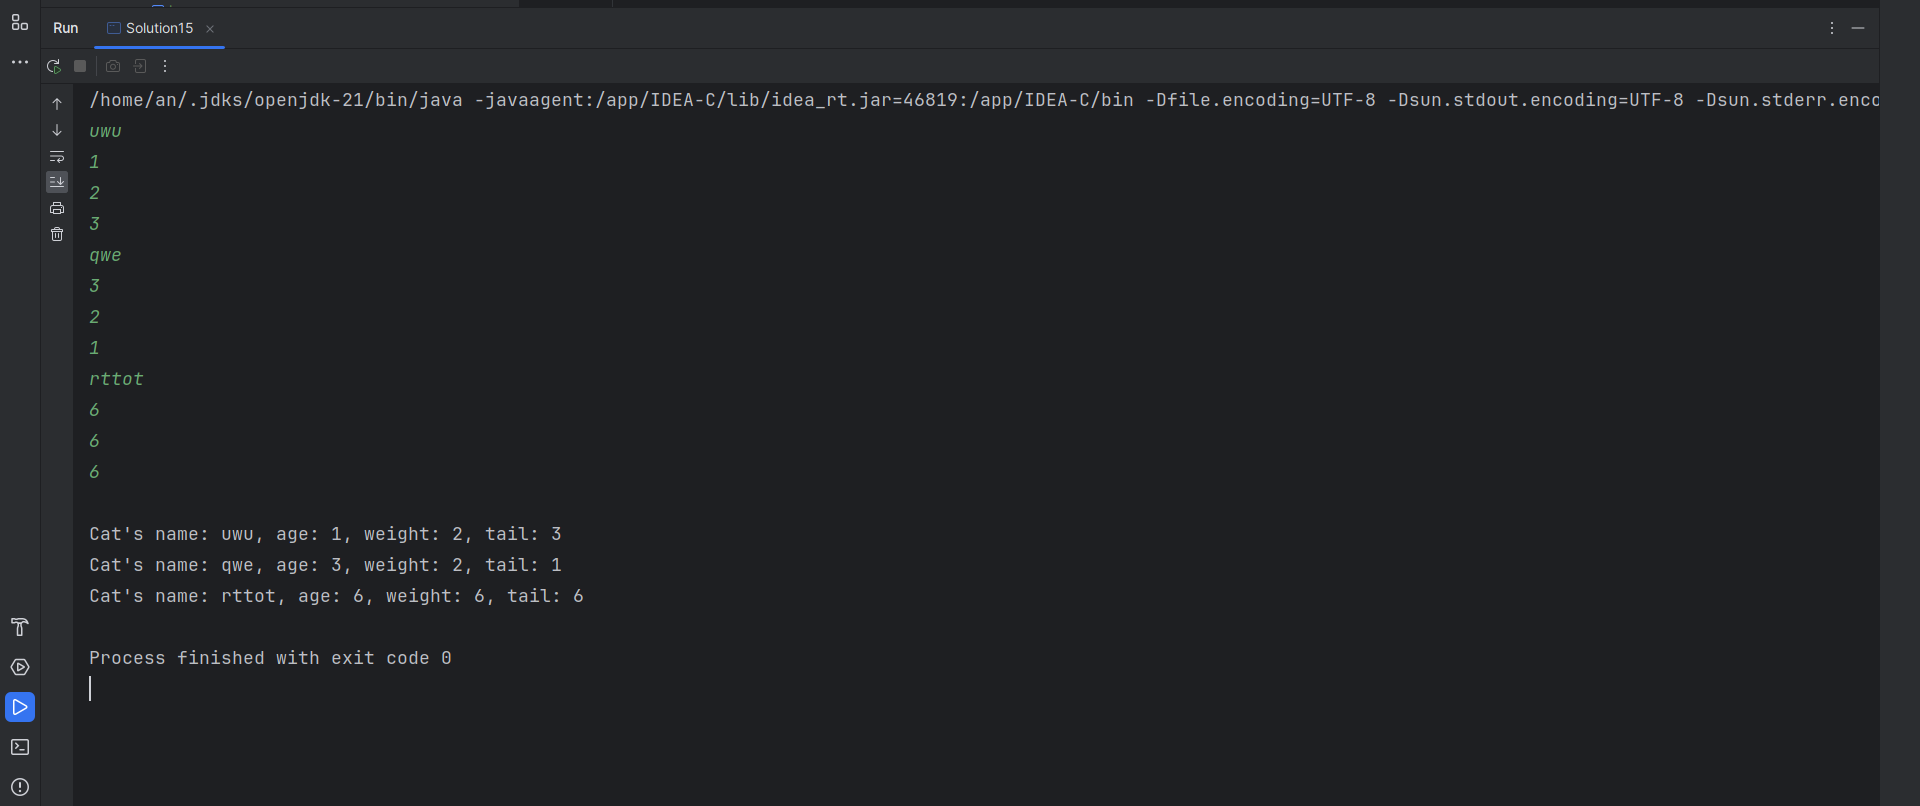 Run Solution15
/home/an/.jdks/openjdk-21/bin/java -javaagent:/app/IDEA-C/lib/idea_rt.jar=46819:/app/IDEA-C/bin -Dfile.encoding=UTF-8 -Dsun.stdout.encoding=UTF-8 -Dsun.stderr.enco
uwu
1
2
3
qwe
3
2
1
rttot
6
6
6
Cat's name: uwu, age: 1, weight: 2, tail: 3
Cat's name: qwe, age: 3, weight: 2, tail: 1
Cat's name: rttot, age: 6, weight: 6, tail: 6
Process finished with exit code 0